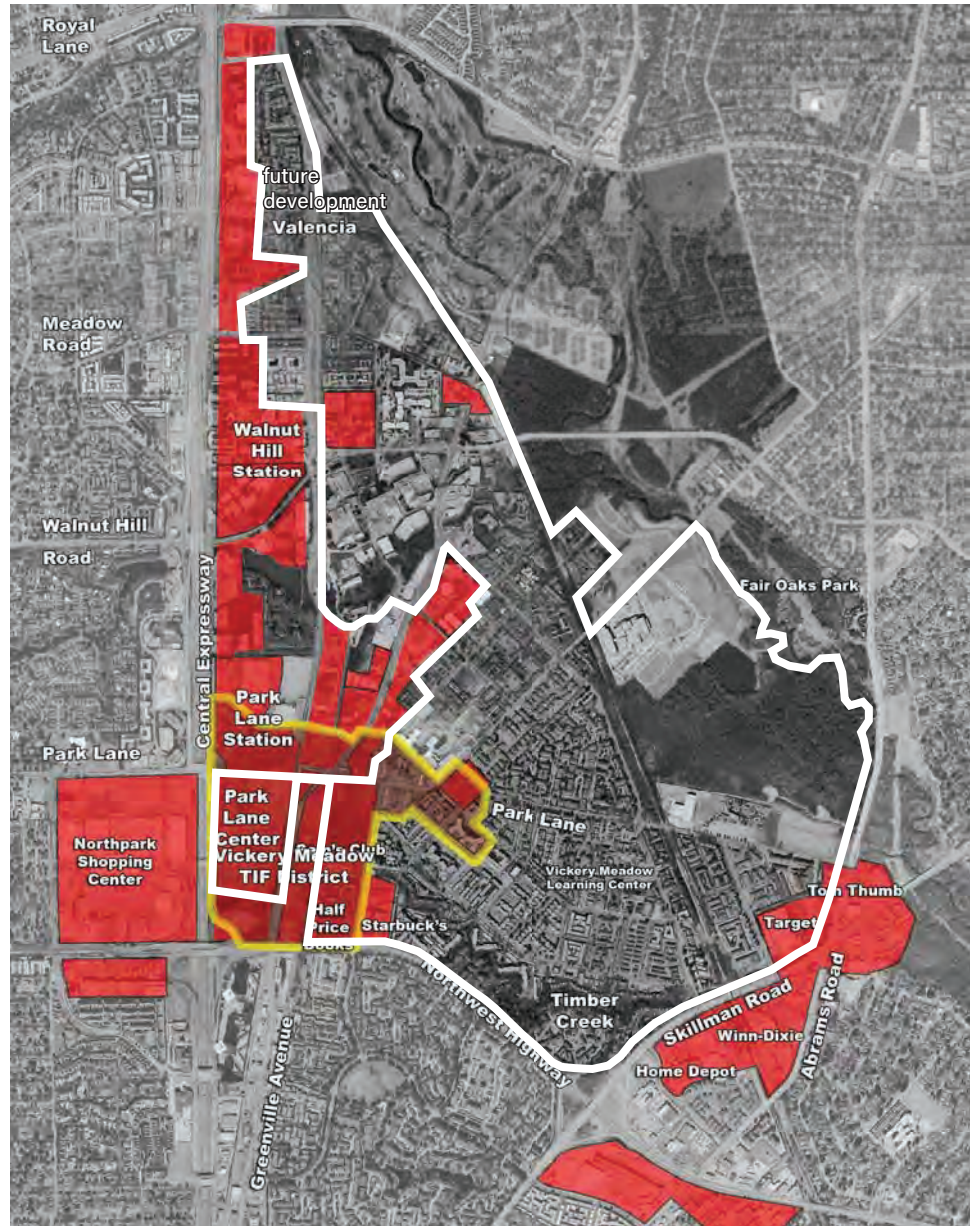 Royal
Lane
future
development
Valencia
Meadow
Road
Walnut
Hill
Station
Walnut Hill
Road
Fair Oaks Park
Central Expressway
Park
Lane
Station
Park Lane
Park
Lane
Center
Northpark
Shopping
Center
Vickery Meadow
TIF District
Sam's Club
Park Lane
Vickery Meadow
Learning Center
Half
Price
Books
Starbuck's
Tom Thumb
Target
Northwest Highway
Timber
Creek
Skillman Road
Abrams Road
Winn-Dixie
Home Depot
Greenville Avenue